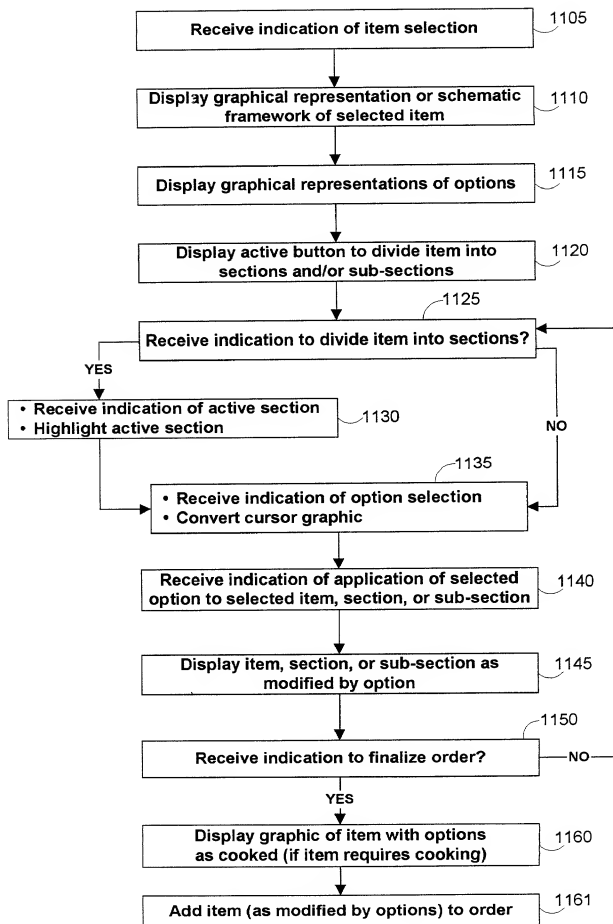 Receive indication of item selection
1105
Display graphical representation or schematic
framework of selected item
1110
Display graphical representations of options
1115
Display active button to divide item into
sections and/or sub-sections
1120
1125
Receive indication to divide item into sections?
YES
• Receive indication of active section
• Highlight active section
1130
NO
1135
• Receive indication of option selection
• Convert cursor graphic
Receive indication of application of selected
option to selected item, section, or sub-section
1140
Display item, section, or sub-section as
modified by option
1145
1150
Receive indication to finalize order?
NO
YES
Display graphic of item with options
as cooked (if item requires cooking)
1160
Add item (as modified by options) to order
1161